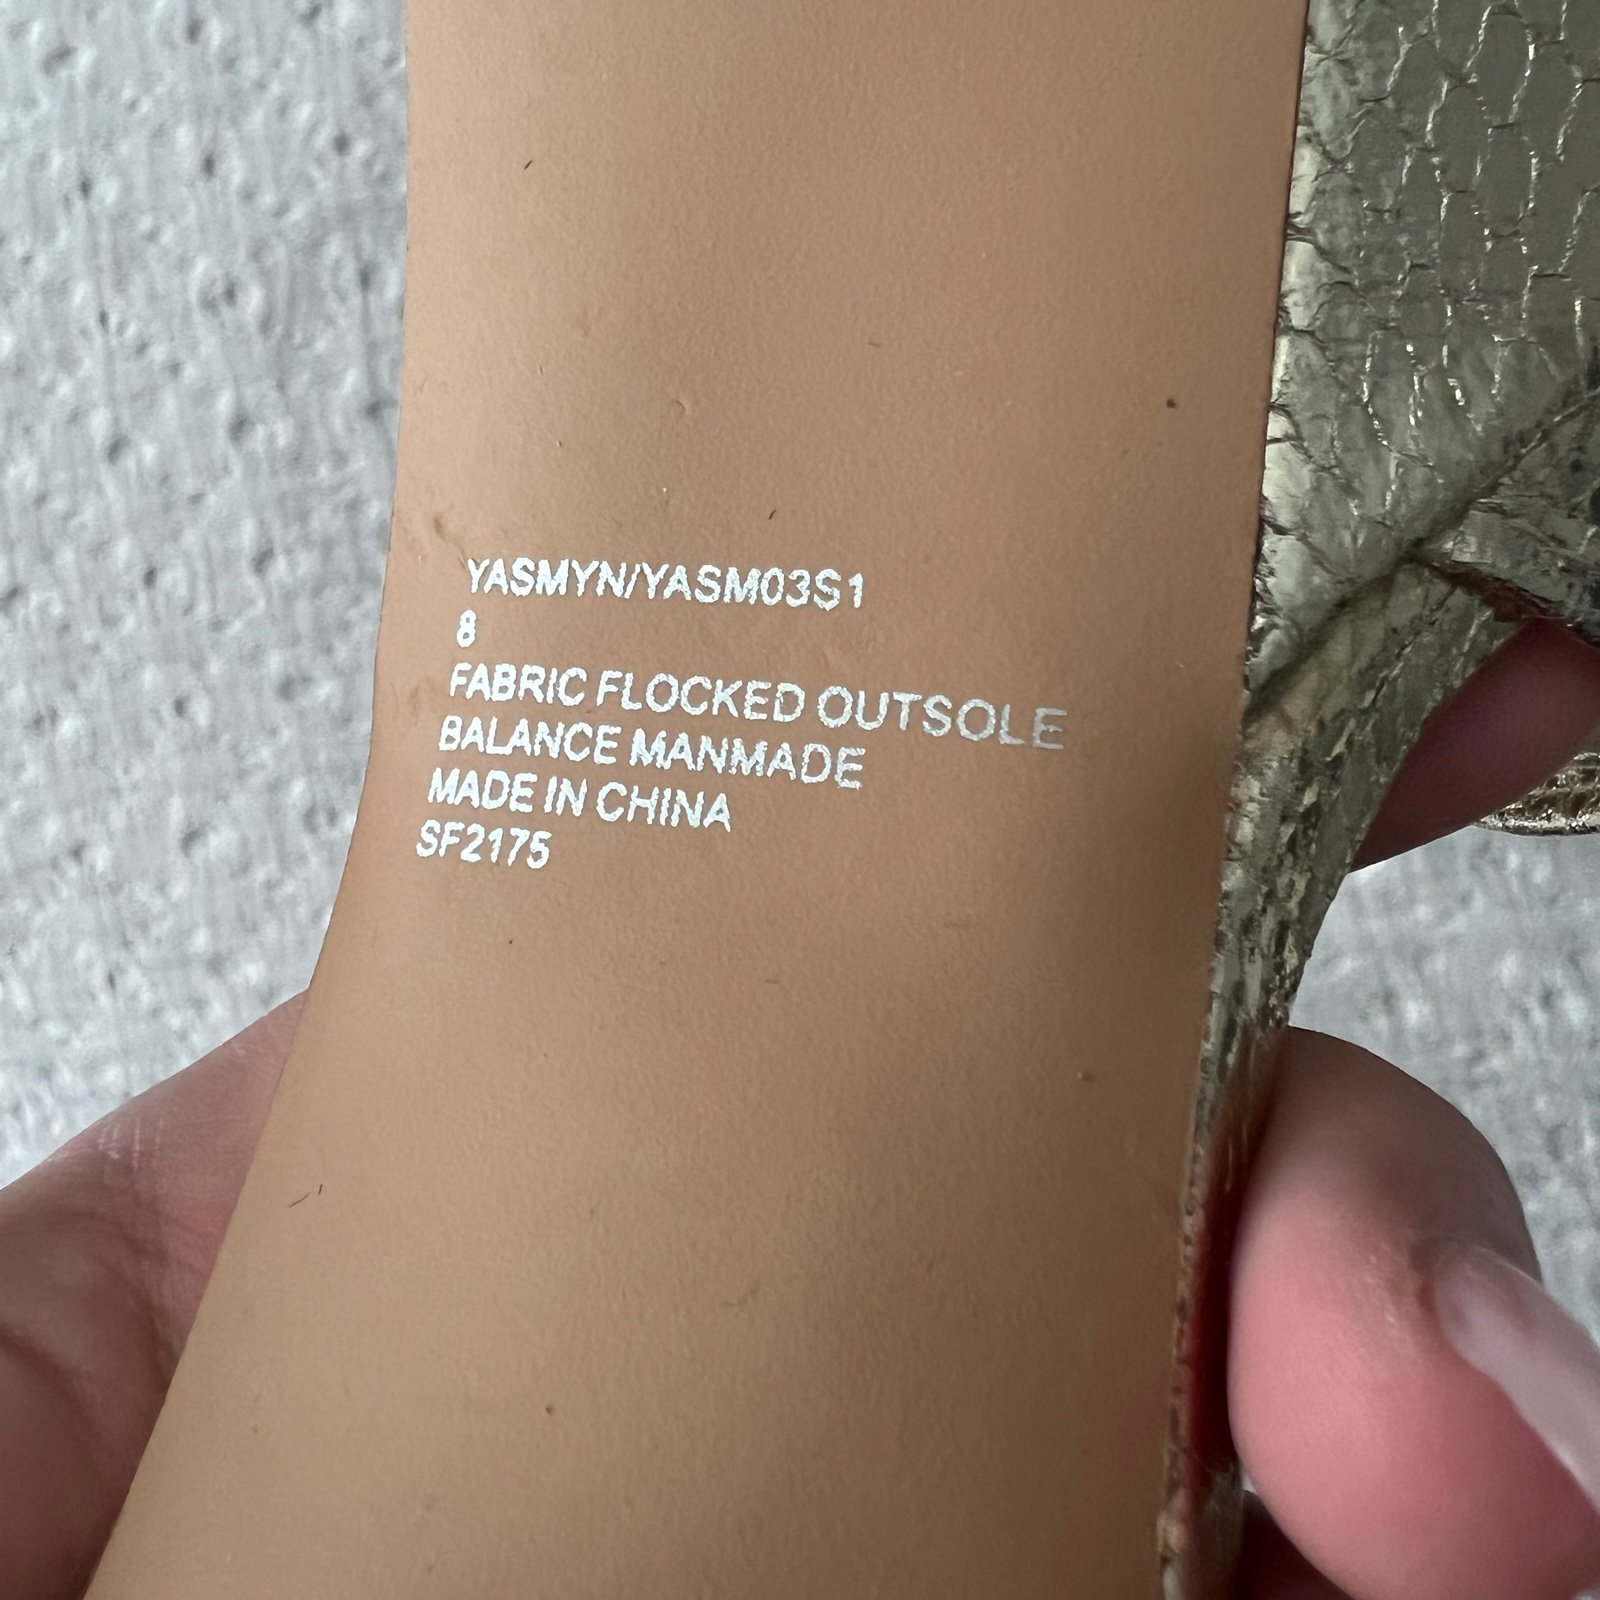 YASMYN/YASM03S1
8
FABRIC FLOCKED OUTSOLE
BALANCE MANMADE
MADE IN CHINA
SF2175